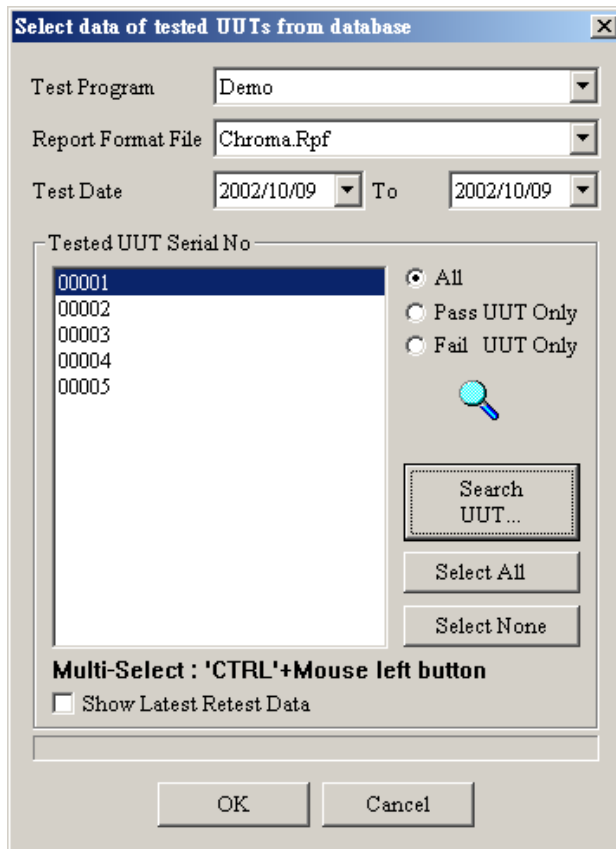 Select data of tested UUTs from database
Test Program Demo
Report Format File Chroma.Rpf
Test Date 2002/10/09 To 2002/10/09
Tested UUT Serial No
00001
00002
00003
00004
00005
All
Pass UUT Only
Fail UUT Only
Search
UUT...
Select All
Select None
Multi-Select : 'CTRL'+Mouse left button
Show Latest Retest Data
OK Cancel